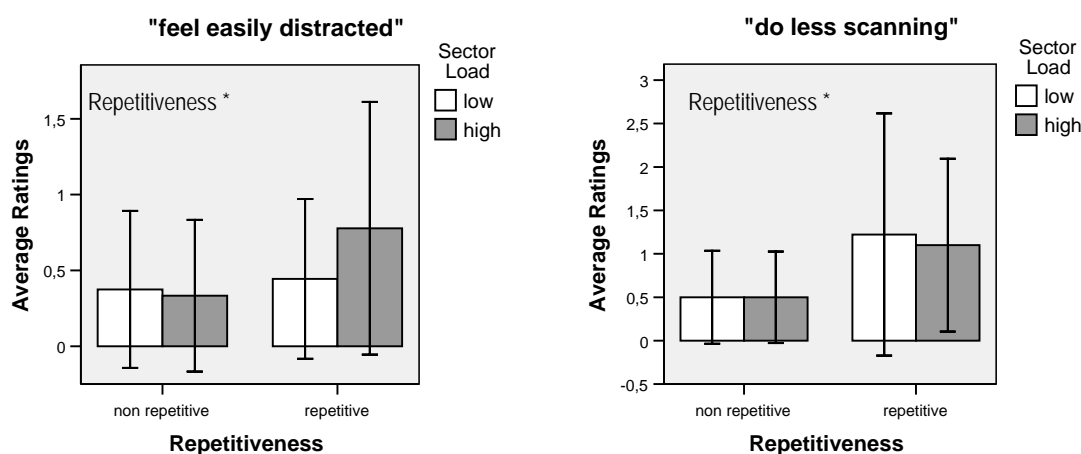 "feel easily distracted"
Sector
Load
low
high
Repetitiveness *
1,5
1
0,5
0
Average Ratings
non repetitive
repetitive
Repetitiveness
"do less scanning"
Sector
Load
low
high
Repetitiveness *
3
2,5
2
1,5
1
0,5
0
-0,5
Average Ratings
non repetitive
repetitive
Repetitiveness